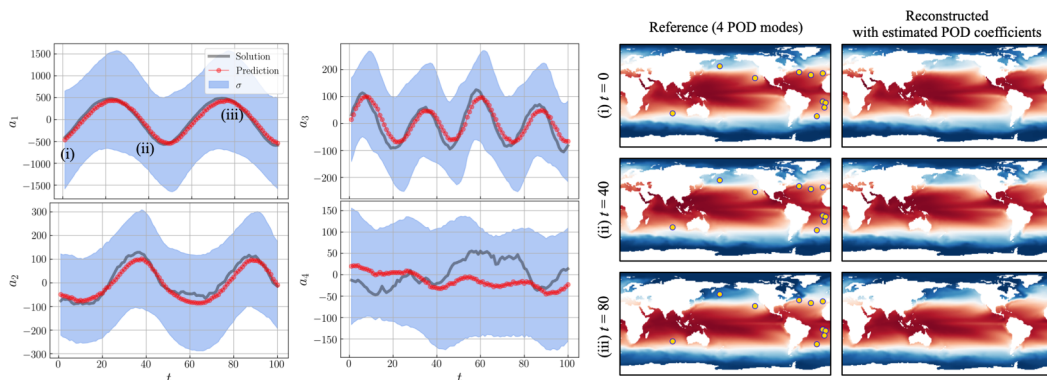 1500
1000
500
0
−500
−1000
−1500
a1
Solution
Prediction
σ
(i)
(ii)
(iii)
300
200
100
0
−100
−200
−300
a2
0 20 40 60 80 100
t
200
100
0
−100
−200
a3
150
100
50
0
−50
−100
−150
a4
0 20 40 60 80 100
t
Reference (4 POD modes)
Reconstructed
with estimated POD coefficients
(i) t = 0
(ii) t = 40
(iii) t = 80